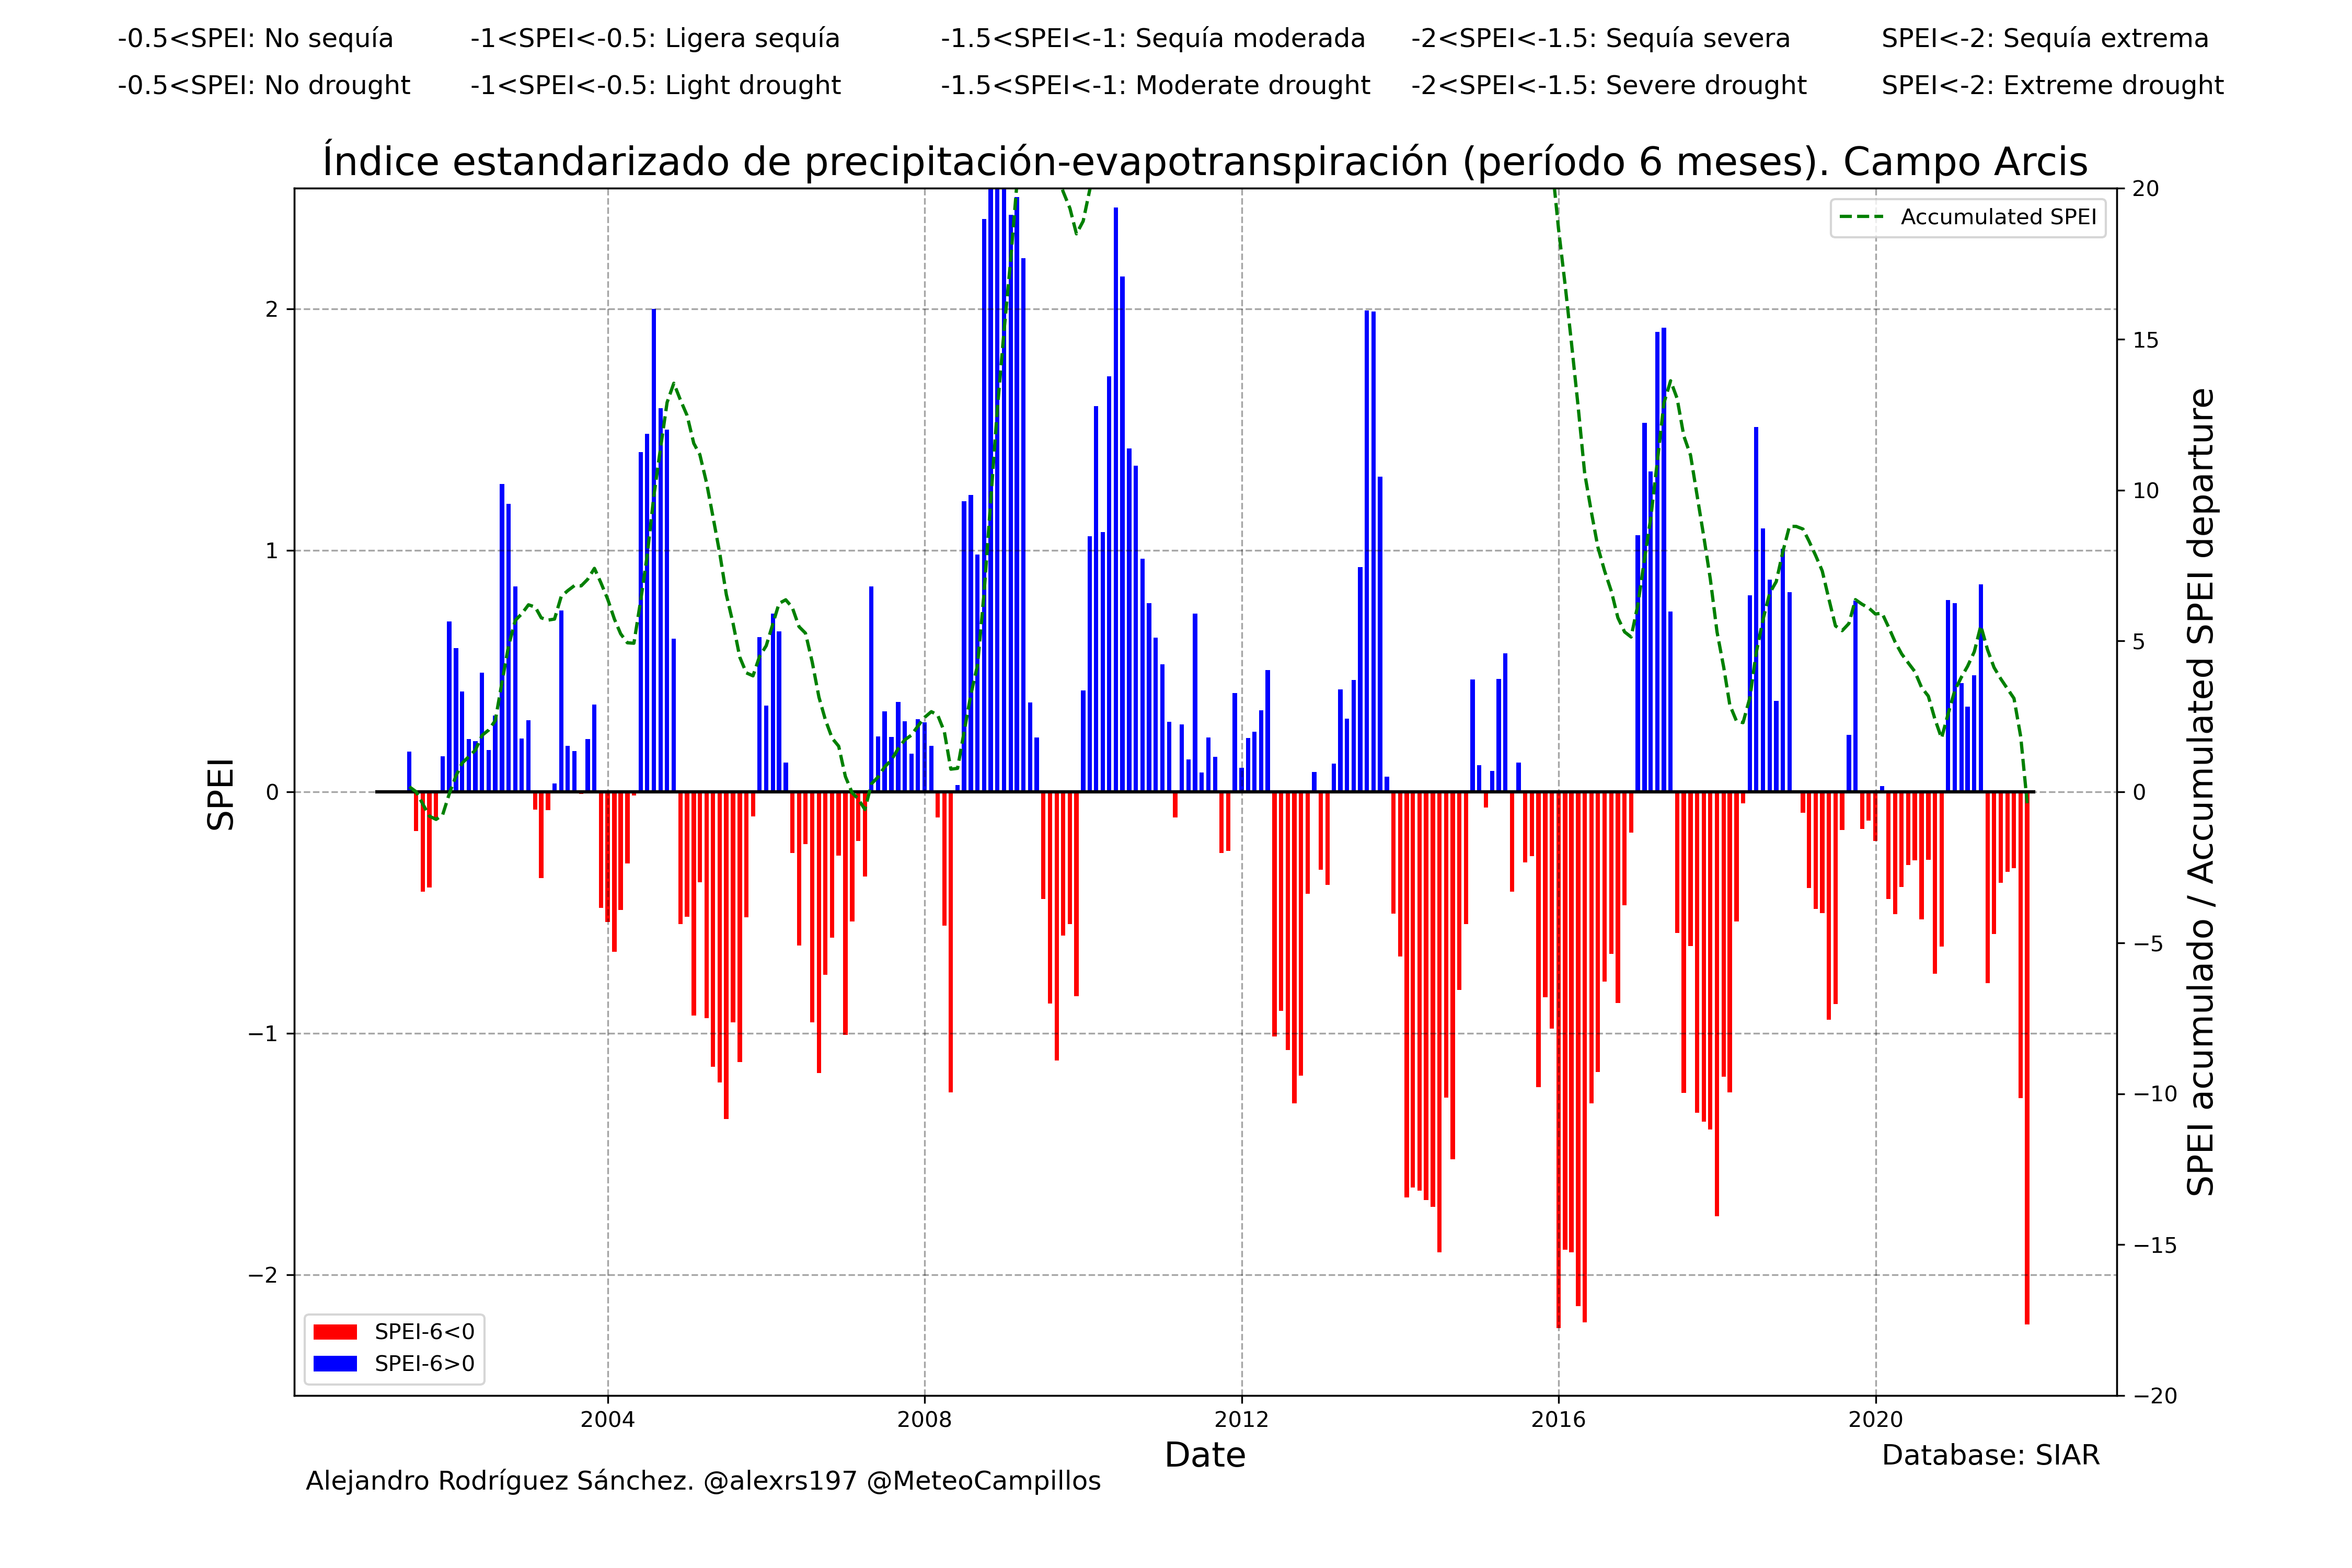 -0.5<SPEI: No sequía
-1<SPEI<-0.5: Ligera sequía
-1.5<SPEI<-1: Sequía moderada
-2<SPEI<-1.5: Sequía severa
SPEI<-2: Sequía extrema
-0.5<SPEI: No drought
-1<SPEI<-0.5: Light drought
-1.5<SPEI<-1: Moderate drought
-2<SPEI<-1.5: Severe drought
SPEI<-2: Extreme drought
Índice estandarizado de precipitación-evapotranspiración (período 6 meses). Campo Arcis
SPEI
2
1
0
−1
−2
Accumulated SPEI
20
15
10
5
0
−5
−10
−15
−20
SPEI acumulado / Accumulated SPEI departure
SPEI-6<0
SPEI-6>0
2004
2008
2012
2016
2020
Date
Database: SIAR
Alejandro Rodríguez Sánchez. @alexrs197 @MeteoCampillos